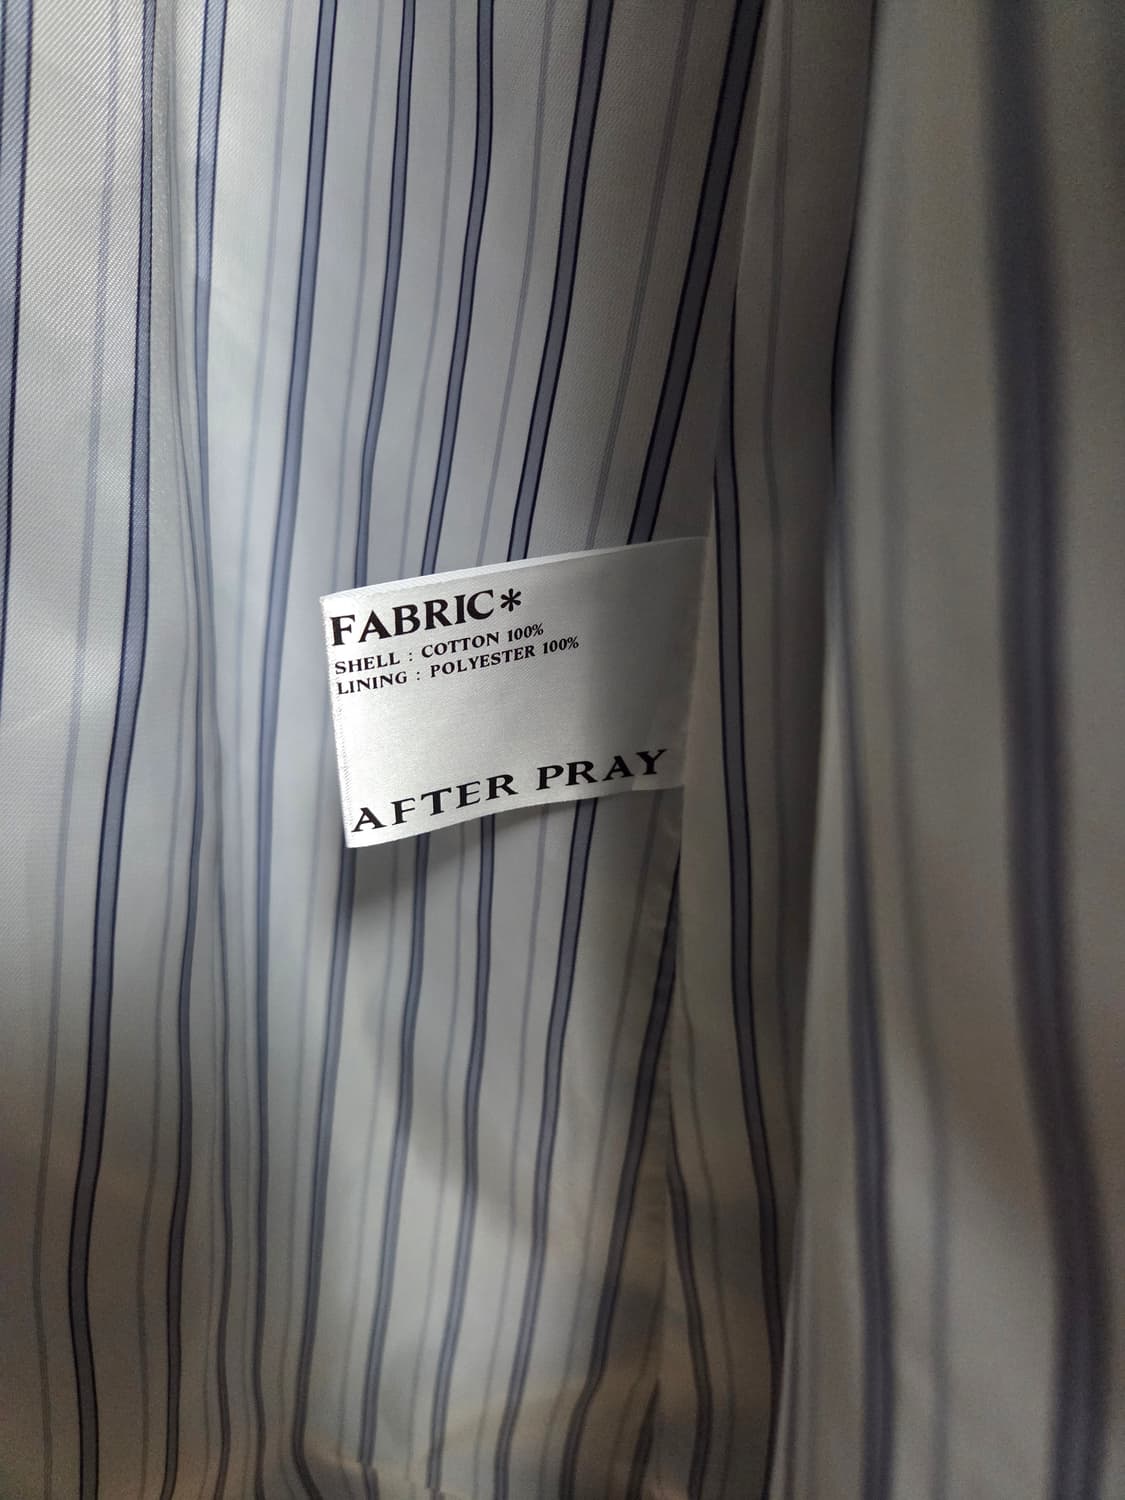 FABRIC*
SHELL : COTTON 100%
LINING : POLYESTER 100%
AFTER PRAY